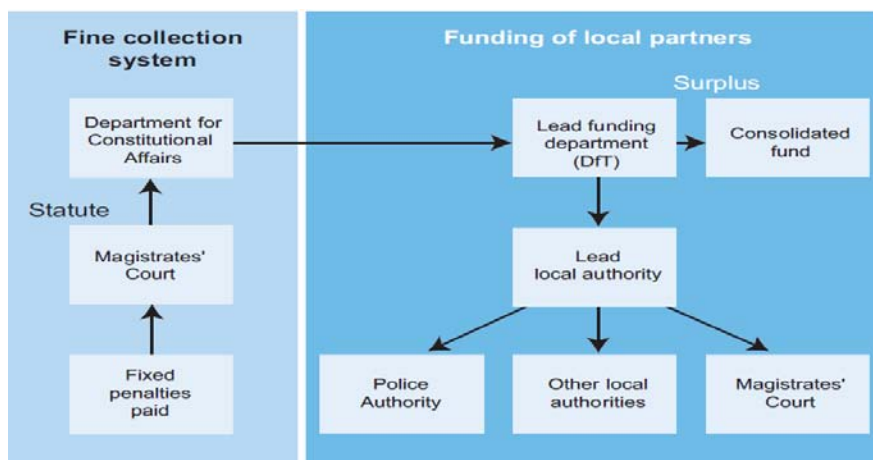 Fine collection
system
Department for
Constitutional
Affairs
Statute
Magistrates'
Court
Fixed
penalties
paid
Funding of local partners
Surplus
Lead funding
department
(DfT)
Consolidated
fund
Lead
local authority
Police
Authority
Other local
authorities
Magistrates'
Court